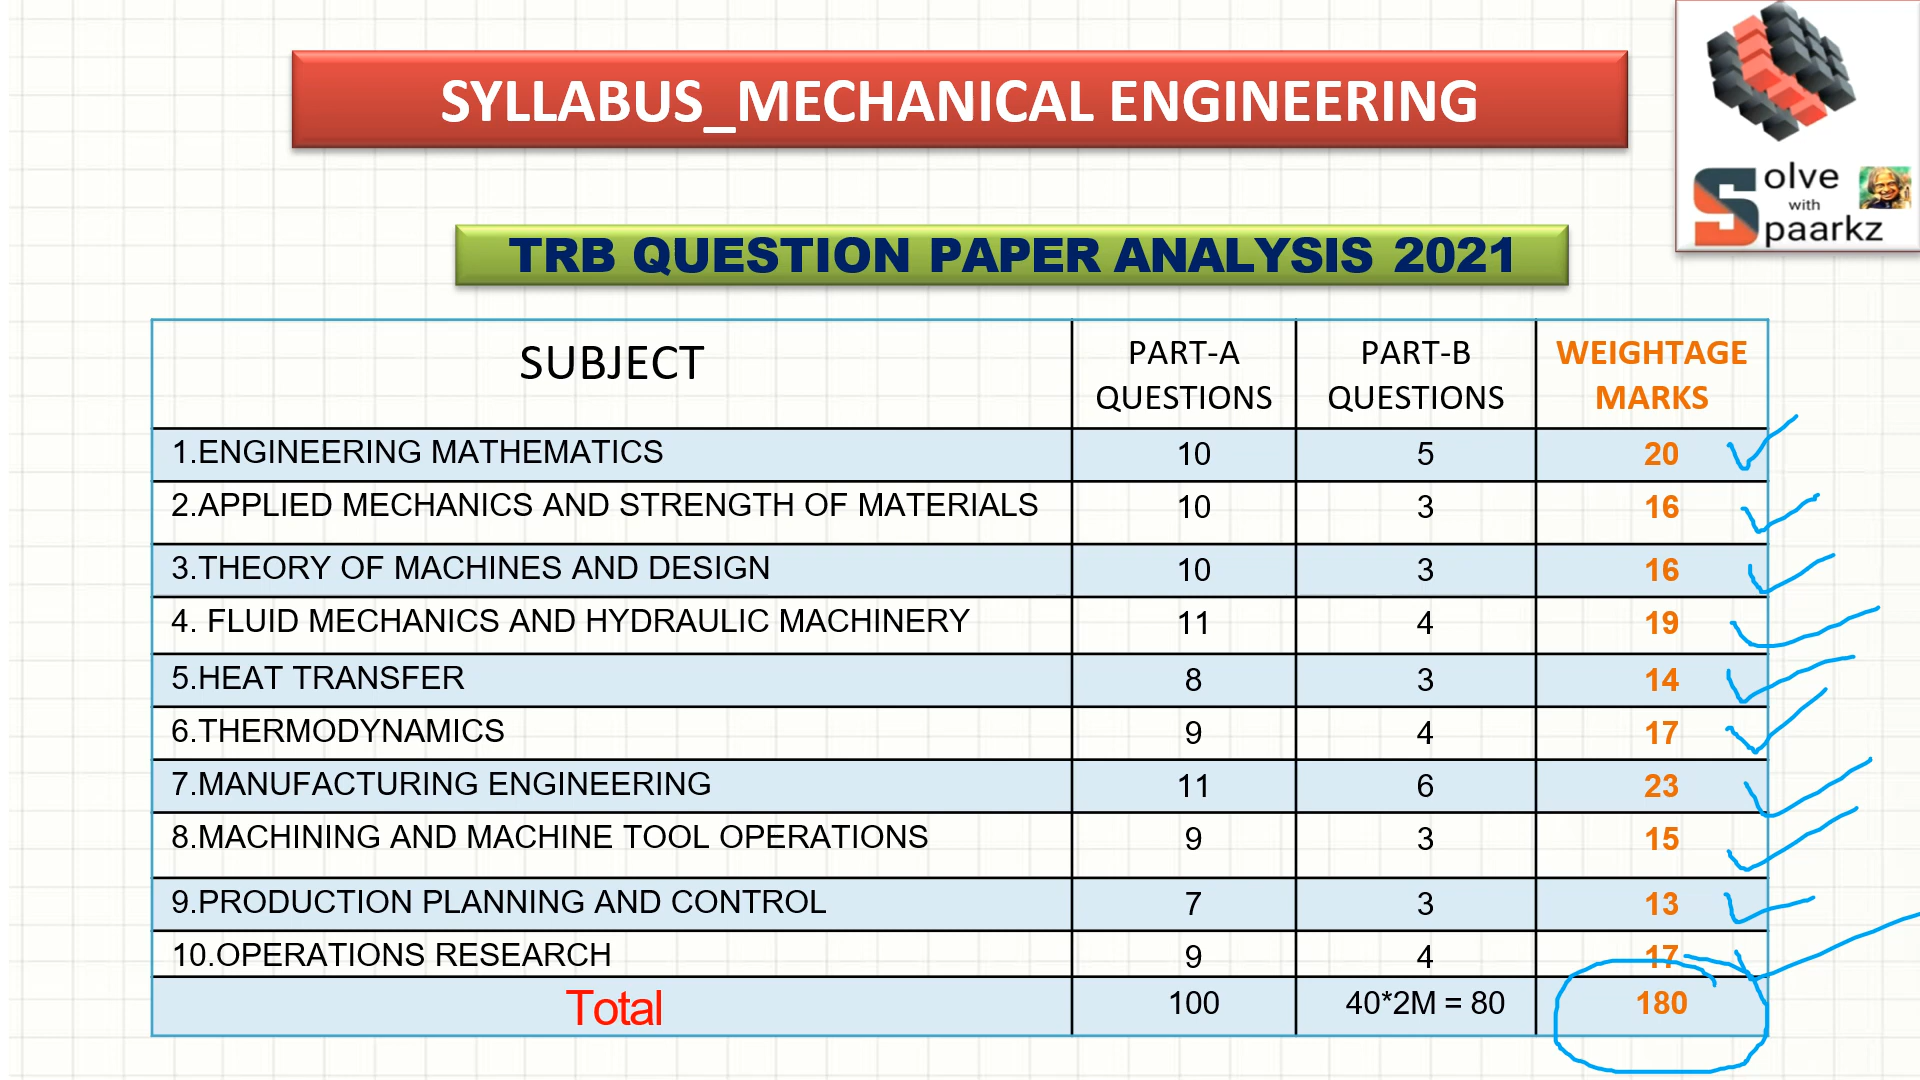 SYLLABUS_MECHANICAL ENGINEERING
olve
with
Spaarkz
TRB QUESTION PAPER ANALYSIS 2021
SUBJECT PART-A QUESTIONS PART-B QUESTIONS WEIGHTAGE MARKS
1.ENGINEERING MATHEMATICS 10 5 20
2.APPLIED MECHANICS AND STRENGTH OF MATERIALS 10 3 16
3.THEORY OF MACHINES AND DESIGN 10 3 16
4. FLUID MECHANICS AND HYDRAULIC MACHINERY 11 4 19
5.HEAT TRANSFER 8 3 14
6.THERMODYNAMICS 9 4 17
7.MANUFACTURING ENGINEERING 11 6 23
8.MACHINING AND MACHINE TOOL OPERATIONS 9 3 15
9.PRODUCTION PLANNING AND CONTROL 7 3 13
10.OPERATIONS RESEARCH 9 4 17
Total 100 40*2M = 80 180